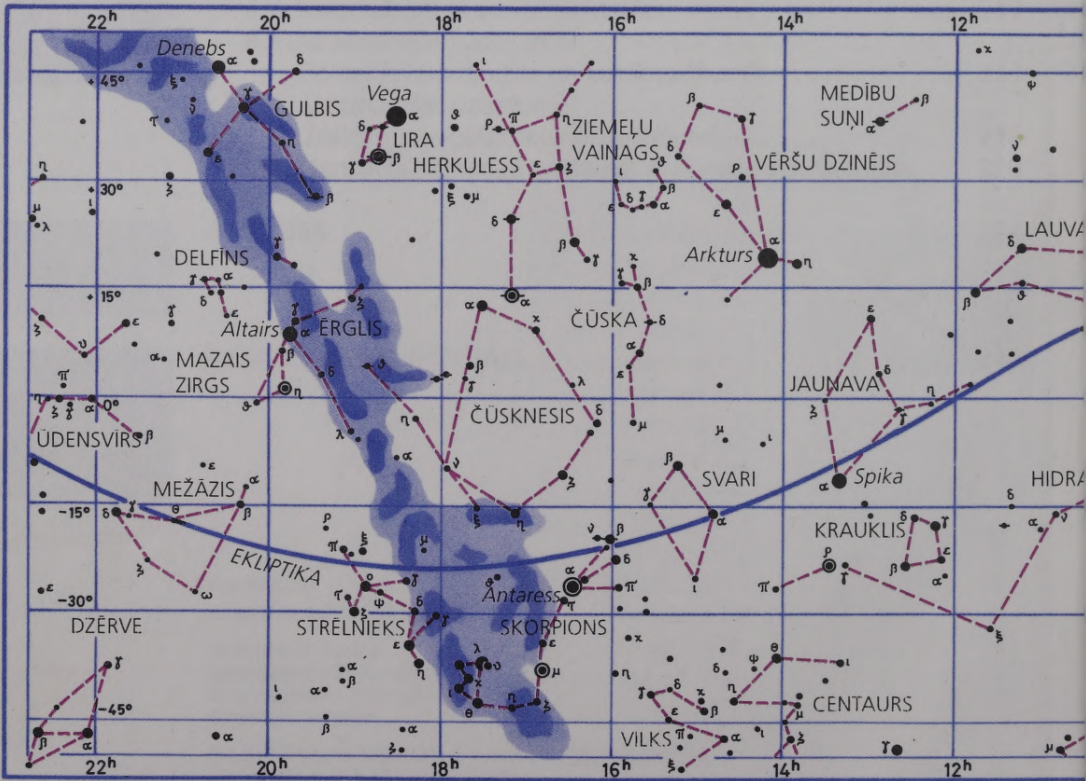 22ʰ 20ʰ 18ʰ 16ʰ 14ʰ 12ʰ
Denebs
α
δ
+45°
ξ
ν
τ
γ
GULBIS
η
ε
ζ
β
Vega
α
ϑ
δ
LIRA
γ
β
HERKULESS
ι
ρ
π
η
ε
ζ
δ
ξ
μ
β
γ
α
ZIEMEĻU
VAINAGS
ϑ
ι
ε
δ
γ
α
β
β
γ
δ
ρ
VĒRŠU DZINĒJS
ε
α
Arkturs
η
MEDĪBU
SUŅI
β
α
χ
ψ
ν
LAUVA
δ
β
ϑ
η
+30°
μ
ι
λ
DELFĪNS
γ
α
δ
β
ε
+15°
γ
Altairs
α
ĒRGLIS
MAZAIS
ZIRGS
α
β
η
ϑ
δ
λ
ζ
ε
υ
π
0°
η
ζ
γ
α
β
ŪDENSVĪRS
α
χ
β
γ
λ
ČŪSKNESIS
ϑ
η
ν
δ
ζ
ξ
η
ČŪSKA
γ
β
δ
α
ε
μ
JAUNAVA
ε
δ
γ
η
ζ
α
Spika
μ
ι
β
SVARI
γ
α
ι
HIDRA
δ
α
ν
KRAUKLIS
δ
γ
β
ε
α
ρ
γ
π
ξ
-15°
MEŽĀZIS
ε
α
β
δ
γ
θ
ζ
ω
EKLIPTIKA
ρ
π
ξ
μ
ο
γ
τ
ψ
ζ
δ
γ
ε
η
STRĒLNIEKS
α
β
ι
α
β
α
ζ
ν
β
δ
α
π
Antaress
τ
SKORPIONS
ε
μ
λ
υ
χ
ι
θ
η
ζ
-30°
DZĒRVE
γ
β
α
-45°
χ
η
γ
δ
ε
χ
β
α
ξ
VILKS
ψ
θ
ι
η
μ
ζ
CENTAURS
γ
μ
22ʰ 20ʰ 18ʰ 16ʰ 14ʰ 12ʰ